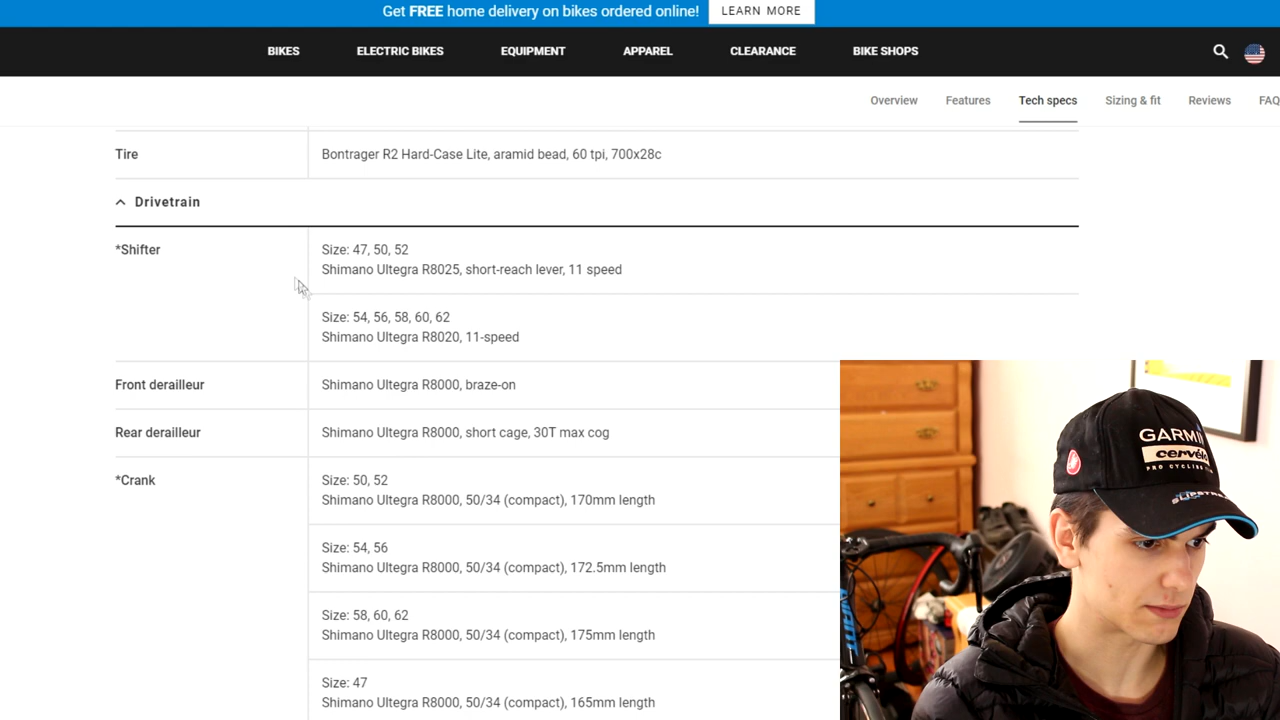 Get FREE home delivery on bikes ordered online! LEARN MORE
BIKES ELECTRIC BIKES EQUIPMENT APPAREL CLEARANCE BIKE SHOPS
Overview Features Tech specs Sizing & fit Reviews FAQ
Tire Bontrager R2 Hard-Case Lite, aramid bead, 60 tpi, 700x28c
Drivetrain
*Shifter Size: 47, 50, 52
Shimano Ultegra R8025, short-reach lever, 11 speed
Size: 54, 56, 58, 60, 62
Shimano Ultegra R8020, 11-speed
Front derailleur Shimano Ultegra R8000, braze-on
Rear derailleur Shimano Ultegra R8000, short cage, 30T max cog
*Crank Size: 50, 52
Shimano Ultegra R8000, 50/34 (compact), 170mm length
Size: 54, 56
Shimano Ultegra R8000, 50/34 (compact), 172.5mm length
Size: 58, 60, 62
Shimano Ultegra R8000, 50/34 (compact), 175mm length
Size: 47
Shimano Ultegra R8000, 50/34 (compact), 165mm length
GARMI
cervélo
PRO CYCLING